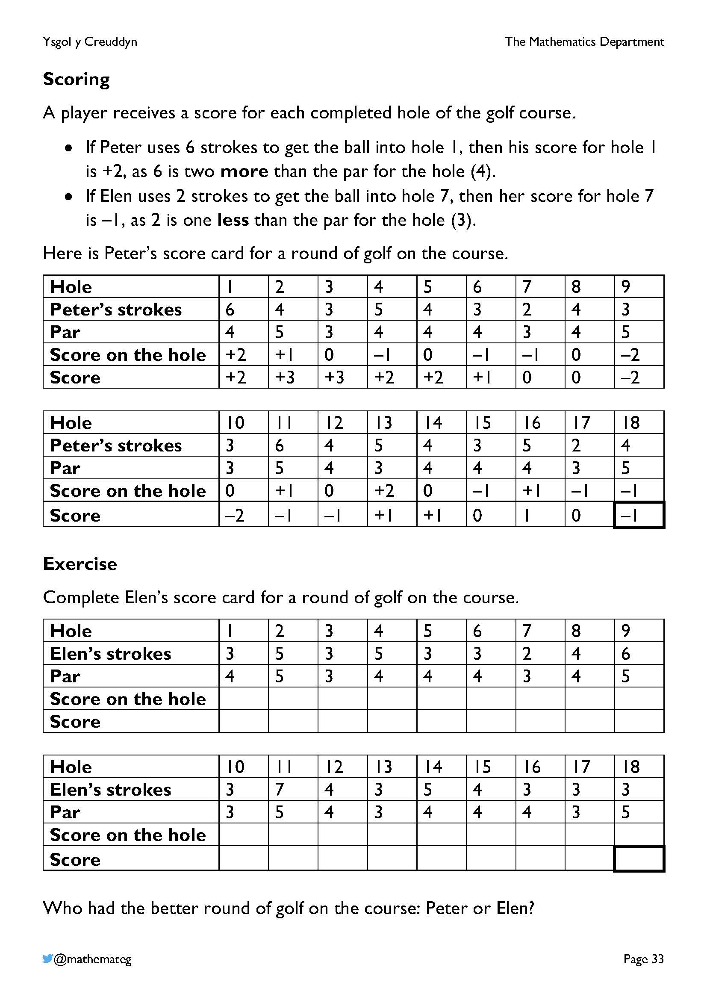 Ysgol y Creuddyn The Mathematics Department
Scoring
A player receives a score for each completed hole of the golf course.
• If Peter uses 6 strokes to get the ball into hole 1, then his score for hole 1
is +2, as 6 is two more than the par for the hole (4).
• If Elen uses 2 strokes to get the ball into hole 7, then her score for hole 7
is –1, as 2 is one less than the par for the hole (3).
Here is Peter's score card for a round of golf on the course.
Hole 1 2 3 4 5 6 7 8 9
Peter's strokes 6 4 3 5 4 3 2 4 3
Par 4 5 3 4 4 4 3 4 5
Score on the hole +2 +1 0 –1 0 –1 –1 0 –2
Score +2 +3 +3 +2 +2 +1 0 0 –2
Hole 10 11 12 13 14 15 16 17 18
Peter's strokes 3 6 4 5 4 3 5 2 4
Par 3 5 4 3 4 4 4 3 5
Score on the hole 0 +1 0 +2 0 –1 +1 –1 –1
Score –2 –1 –1 +1 +1 0 1 0 –1
Exercise
Complete Elen's score card for a round of golf on the course.
Hole 1 2 3 4 5 6 7 8 9
Elen's strokes 3 5 3 5 3 3 2 4 6
Par 4 5 3 4 4 4 3 4 5
Score on the hole
Score
Hole 10 11 12 13 14 15 16 17 18
Elen's strokes 3 7 4 3 5 4 3 3 3
Par 3 5 4 3 4 4 4 3 5
Score on the hole
Score
Who had the better round of golf on the course: Peter or Elen?
@mathemateg Page 33